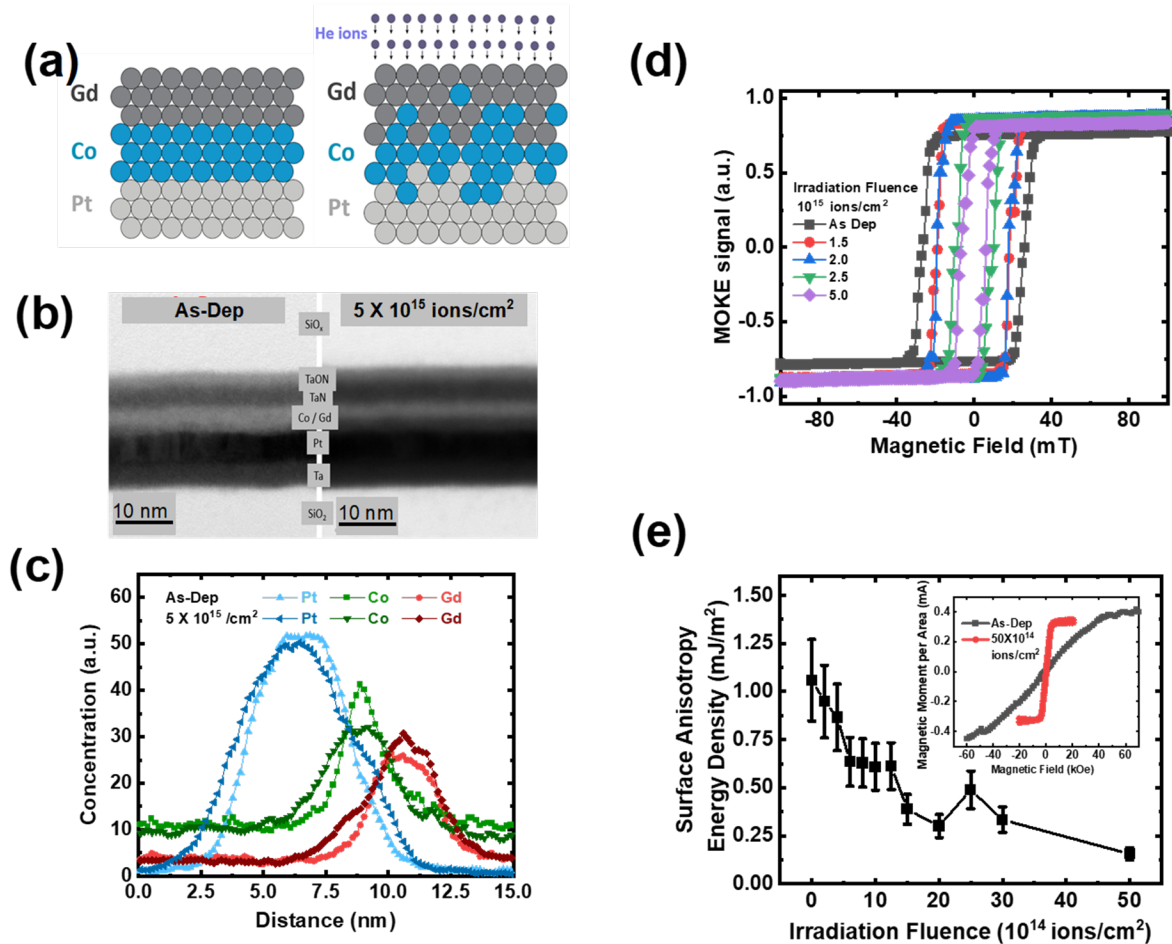 (a)
He ions
Gd
Co
Pt
Gd
Co
Pt
(b)
As-Dep
5 X 10¹⁵ ions/cm²
SiOₓ
TaON
TaN
Co / Gd
Pt
Ta
SiO₂
10 nm
10 nm
(c)
Concentration (a.u.)
60
50
40
30
20
10
0
As-Dep Pt Co Gd
5 X 10¹⁵ /cm² Pt Co Gd
0.0 2.5 5.0 7.5 10.0 12.5 15.0
Distance (nm)
(d)
MOKE signal (a.u.)
1.0
0.5
0.0
-0.5
-1.0
Irradiation Fluence
10¹⁵ ions/cm²
As Dep
1.5
2.0
2.5
5.0
-80 -40 0 40 80
Magnetic Field (mT)
(e)
Surface Anisotropy
Energy Density (mJ/m²)
1.50
1.25
1.00
0.75
0.50
0.25
0.00
Magnetic Moment per Area (mA)
0.4
0.2
0.0
-0.2
-0.4
As-Dep
50X10¹⁴
ions/cm²
-60 -40 -20 0 20 40 60
Magnetic Field (kOe)
0 10 20 30 40 50
Irradiation Fluence (10¹⁴ ions/cm²)